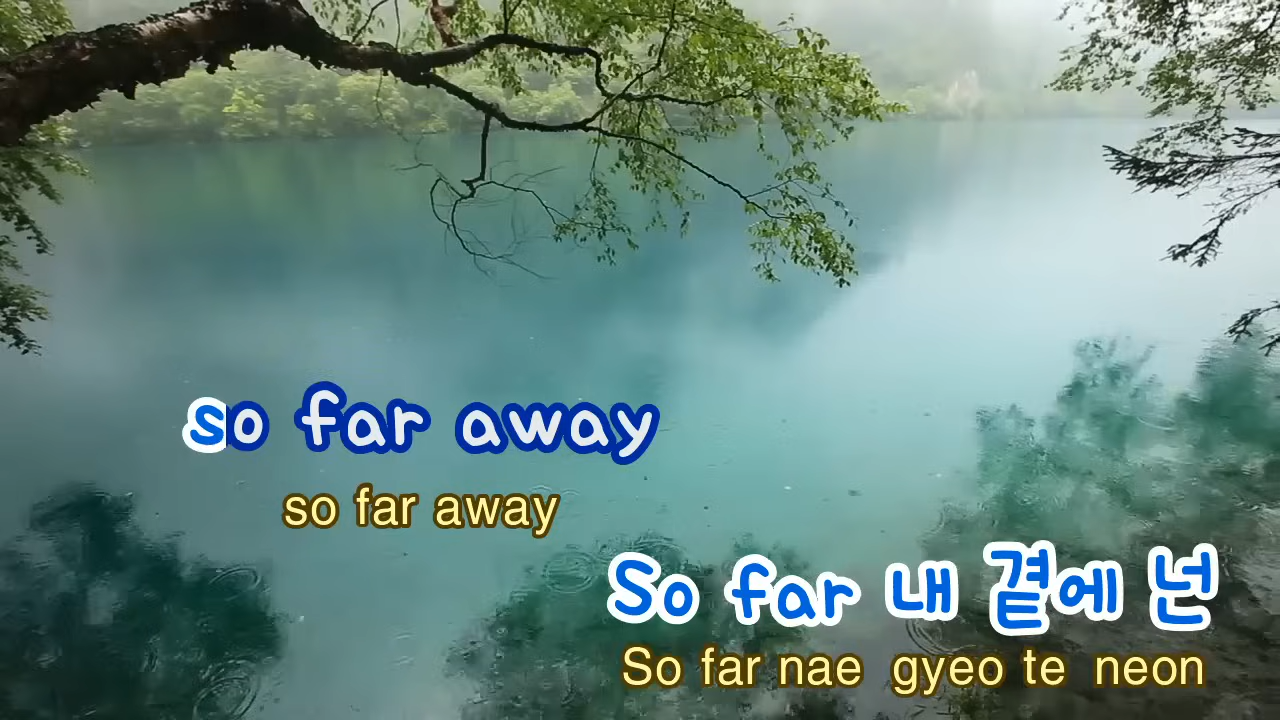 so far away
so far away
So far 내 곁에 넌
So far nae gyeo te neon